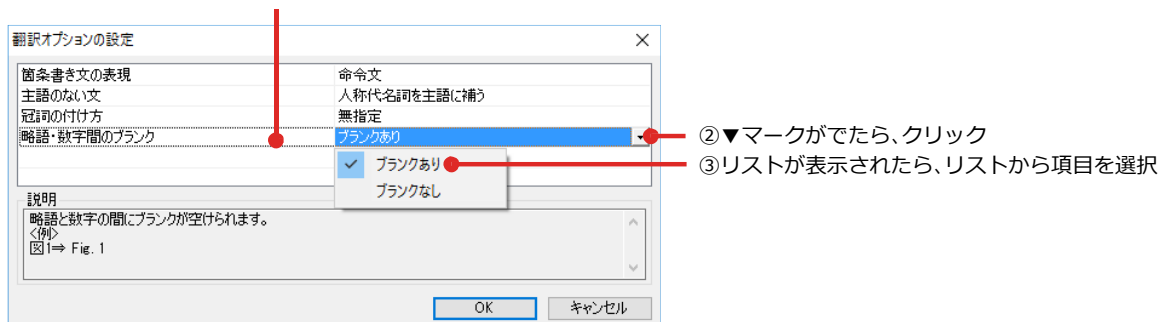 翻訳オプションの設定
箇条書き文の表現 命令文
主語のない文 人称代名詞を主語に補う
冠詞の付け方 無指定
略語・数字間のブランク ブランクあり
②▼マークがでたら、クリック
ブランクあり
③リストが表示されたら、リストから項目を選択
ブランクなし
説明
略語と数字の間にブランクが空けられます。
<例>
図1⇒ Fig. 1
OK キャンセル